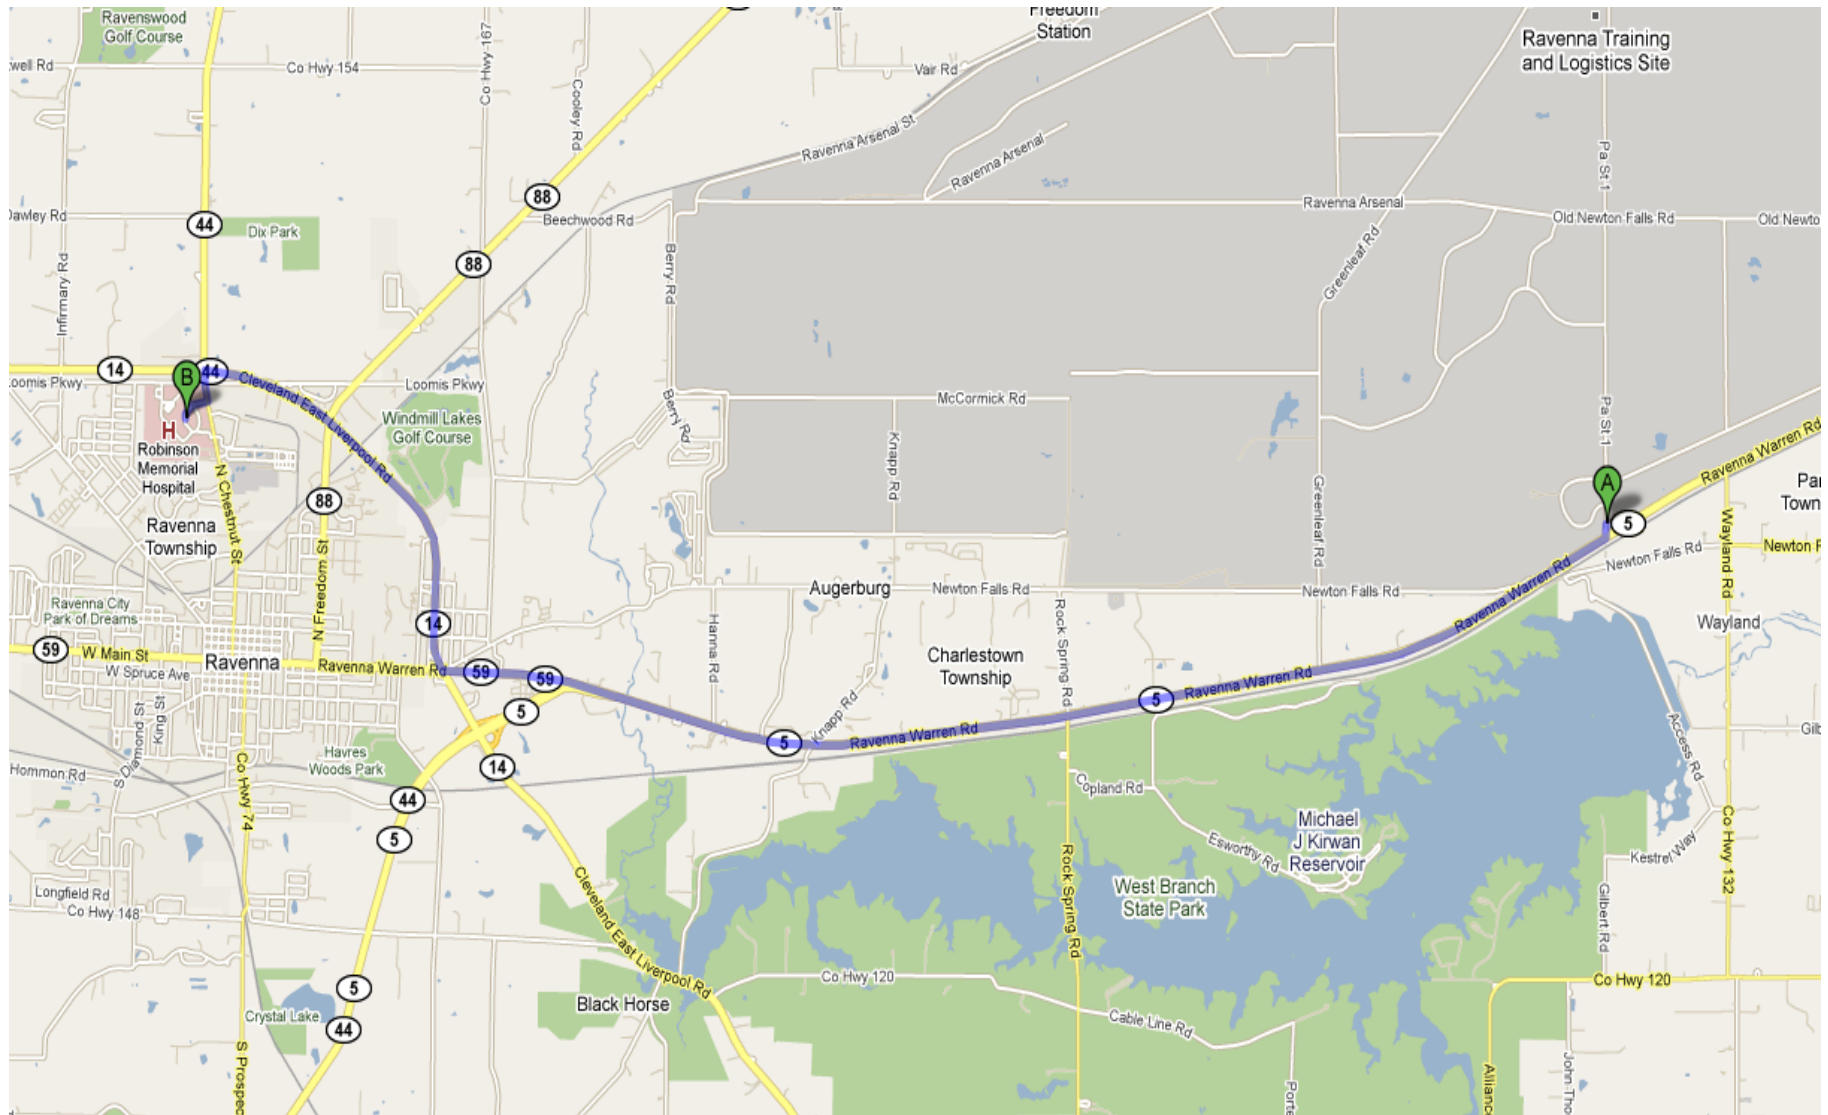 Ravenswood
Golf Course
Co Hwy 154
Co Hwy 167
Cooley Rd
Vair Rd
Freedom
Station
Ravenna Training
and Logistics Site
Ravenna Arsenal St
Ravenna Arsenal
Pa St 1
88
Dawley Rd
44
Dix Park
Beechwood Rd
Ravenna Arsenal
Old Newton Falls Rd
Old Newto
88
Infirmary Rd
Berry Rd
Greenleaf Rd
14
B
44
Loomis Pkwy
Cleveland East Liverpool Rd
Loomis Pkwy
Windmill Lakes
Golf Course
Berry Rd
McCormick Rd
Pa St 1
H
Robinson
Memorial
Hospital
N Chestnut St
Knapp Rd
Greenleaf Rd
A
Ravenna Warren Rd
88
5
Ravenna
Township
N Freedom St
Wayland Rd
Newton Falls Rd
Newton F
Augerburg
Newton Falls Rd
Newton Falls Rd
Ravenna Warren Rd
Ravenna City
Park of Dreams
14
Hanna Rd
Rock Spring Rd
Wayland
59
W Main St
Ravenna
Ravenna Warren Rd
59
59
Charlestown
Township
W Spruce Ave
Ravenna Warren Rd
5
S Diamond St
King St
5
Knapp Rd
5
Ravenna Warren Rd
Access Rd
Havres
Woods Park
14
Hommon Rd
Co Hwy 74
44
Copland Rd
Michael
J Kirwan
Reservoir
5
Esworthy Rd
Kestrel Way
Co Hwy 132
Rock Spring Rd
West Branch
State Park
Longfield Rd
Co Hwy 148
Cleveland East Liverpool Rd
Gilbert Rd
Co Hwy 120
Co Hwy 120
5
Black Horse
Crystal Lake
44
Cable Line Rd
S Prospec